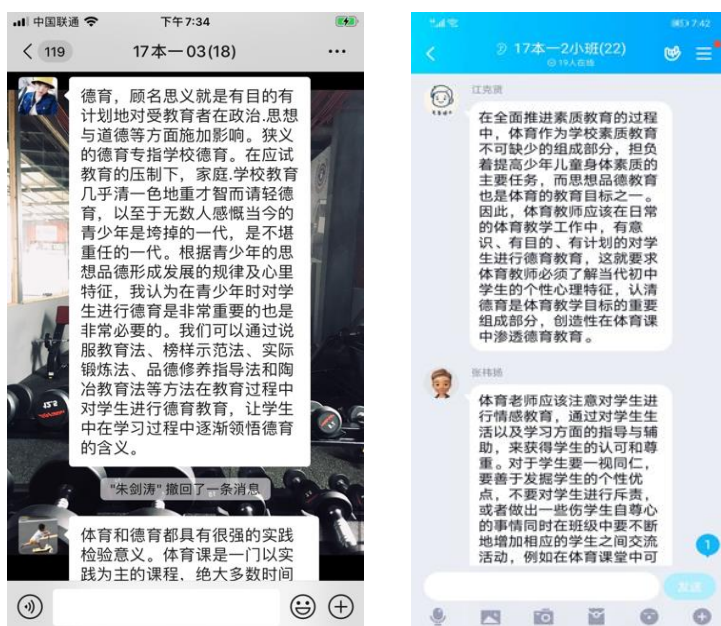 中国联通
下午7:34
119
17本一03(18)
德育，顾名思义就是有目的有
计划地对受教育者在政治.思想
与道德等方面施加影响。狭义
的德育专指学校德育。在应试
教育的压制下，家庭.学校教育
几乎清一色地重才智而请轻德
育，以至于无数人感慨当今的
青少年是垮掉的一代，是不堪
重任的一代。根据青少年的思
想品德形成发展的规律及心里
特征，我认为在青少年时对学
生进行德育是非常重要的也是
非常必要的。我们可以通过说
服教育法、榜样示范法、实际
锻炼法、品德修养指导法和陶
冶教育法等方法在教育过程中
对学生进行德育教育，让学生
中在学习过程中逐渐领悟德育
的含义。
"朱剑涛"撤回了一条消息
体育和德育都具有很强的实践
检验意义。体育课是一门以实
践为主的课程、绝大多数时间
7:42
17本一2小班(22)
19人在线
在全面推进素质教育的过程
中，体育作为学校素质教育
不可缺少的组成部分，担负
着提高少年儿童身体素质的
主要任务，而思想品德教育
也是体育的教育目标之一。
因此，体育教师应该在日常
的体育教学工作中，有意
识、有目的、有计划的对学
生进行德育教育，这就要求
体育教师必须了解当代初中
学生的个性心理特征，认清
德育是体育教学目标的重要
组成部分，创造性在体育课
中渗透德育教育。
体育老师应该注意对学生进
行情感教育，通过对学生生
活以及学习方面的指导与辅
助，来获得学生的认可和尊
重。对于学生要一视同仁，
要善于发掘学生的个性优
点，不要对学生进行斥责，
或者做出一些伤学生自尊心
的事情同时在班级中要不断
地增加相应的学生之间交流
活动，例如在体育课堂中可
1
发送